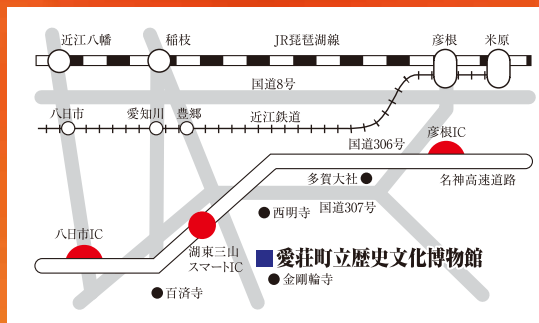 近江八幡
稲枝
JR琵琶湖線
彦根
米原
国道8号
八日市
愛知川
豊郷
近江鉄道
彦根IC
国道306号
多賀大社
名神高速道路
西明寺
国道307号
八日市IC
湖東三山
スマートIC
愛荘町立歴史文化博物館
金剛輪寺
百済寺